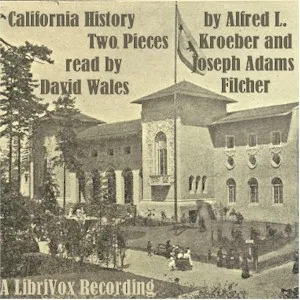 California History
Two Pieces
read by
David Wales
by Alfred L.
Kroeber and
Joseph Adams
Filcher
A LibriVox Recording